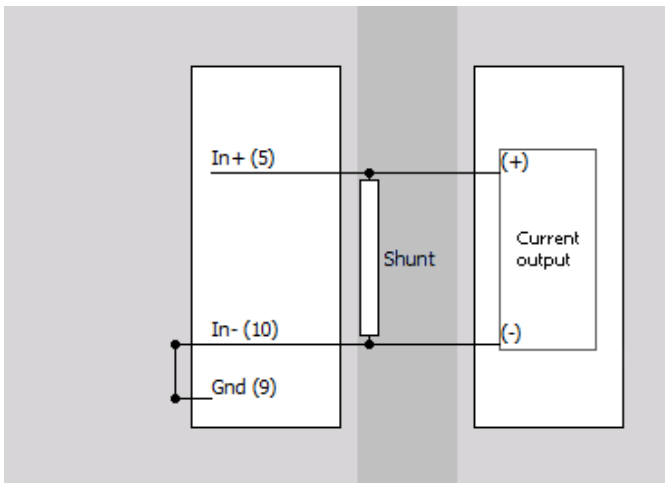 In+ (5)
(+)
Current
output
Shunt
In- (10)
(-)
Gnd (9)